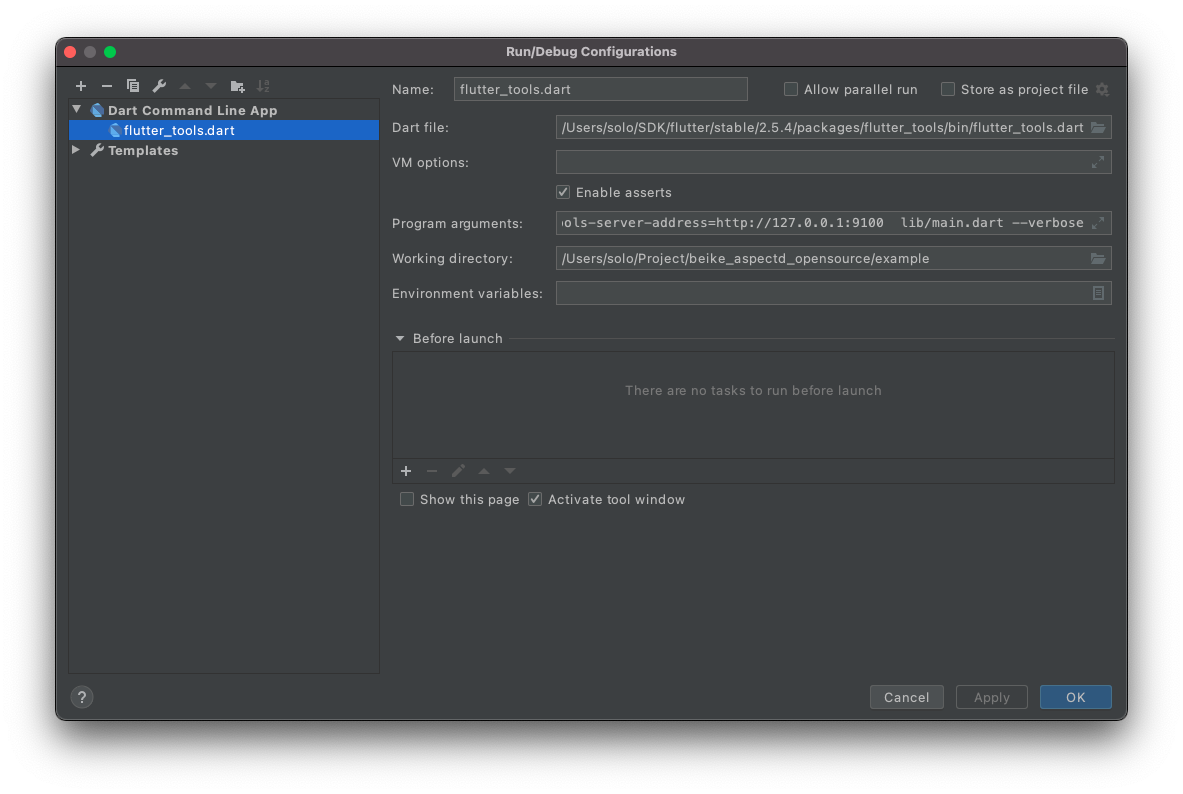 Run/Debug Configurations
Dart Command Line App
flutter_tools.dart
Templates
Name: flutter_tools.dart Allow parallel run Store as project file
Dart file: /Users/solo/SDK/flutter/stable/2.5.4/packages/flutter_tools/bin/flutter_tools.dart
VM options:
Enable asserts
Program arguments: ools-server-address=http://127.0.0.1:9100 lib/main.dart --verbose
Working directory: /Users/solo/Project/beike_aspectd_opensource/example
Environment variables:
Before launch
There are no tasks to run before launch
Show this page Activate tool window
? Cancel Apply OK